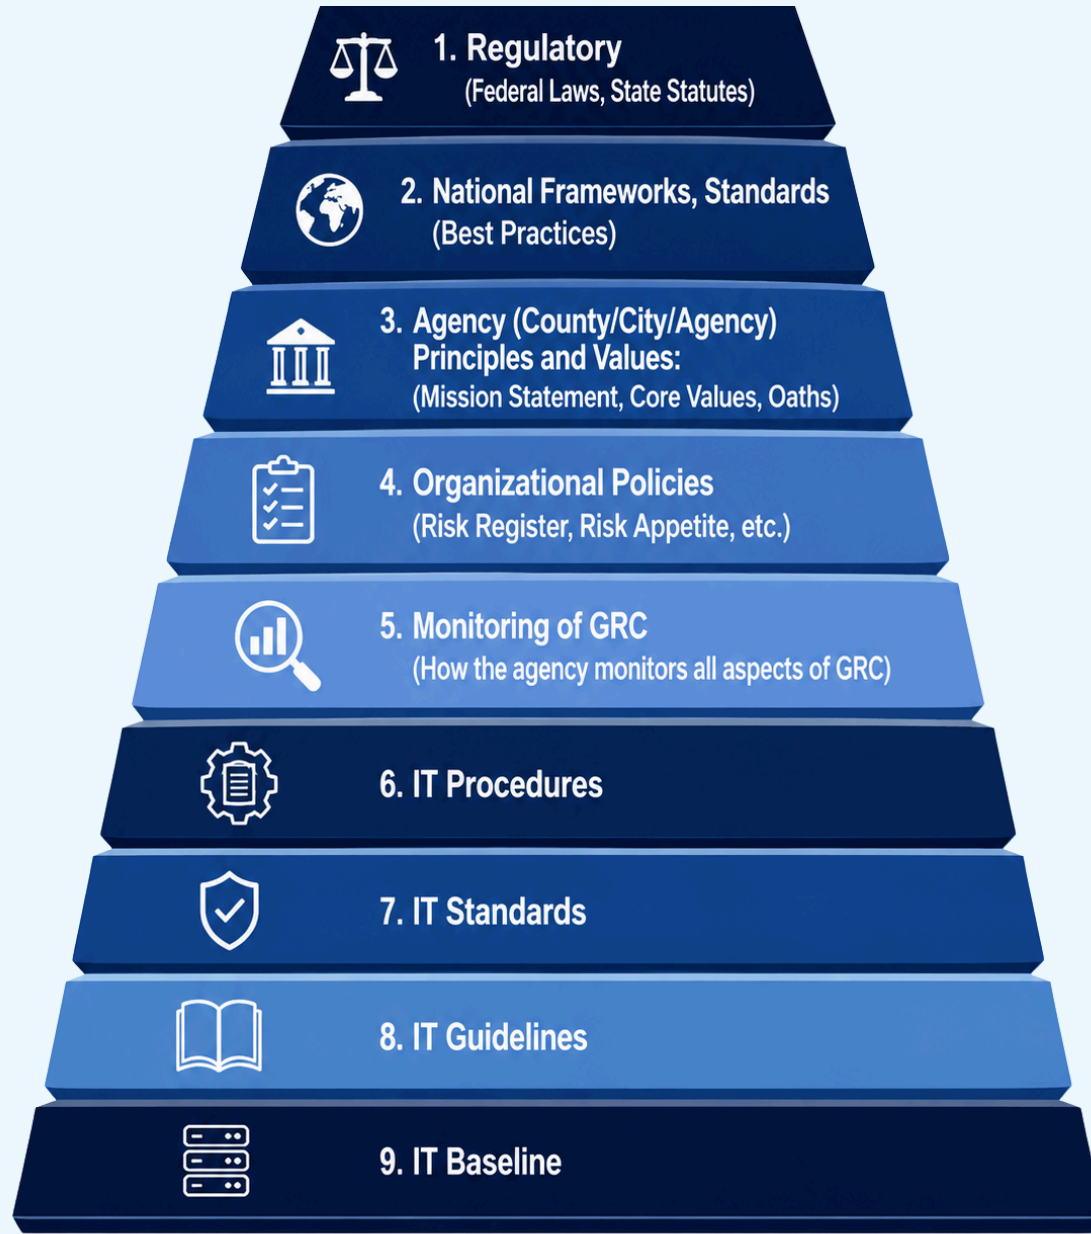 1. Regulatory
(Federal Laws, State Statutes)
2. National Frameworks, Standards
(Best Practices)
3. Agency (County/City/Agency)
Principles and Values:
(Mission Statement, Core Values, Oaths)
4. Organizational Policies
(Risk Register, Risk Appetite, etc.)
5. Monitoring of GRC
(How the agency monitors all aspects of GRC)
6. IT Procedures
7. IT Standards
8. IT Guidelines
9. IT Baseline